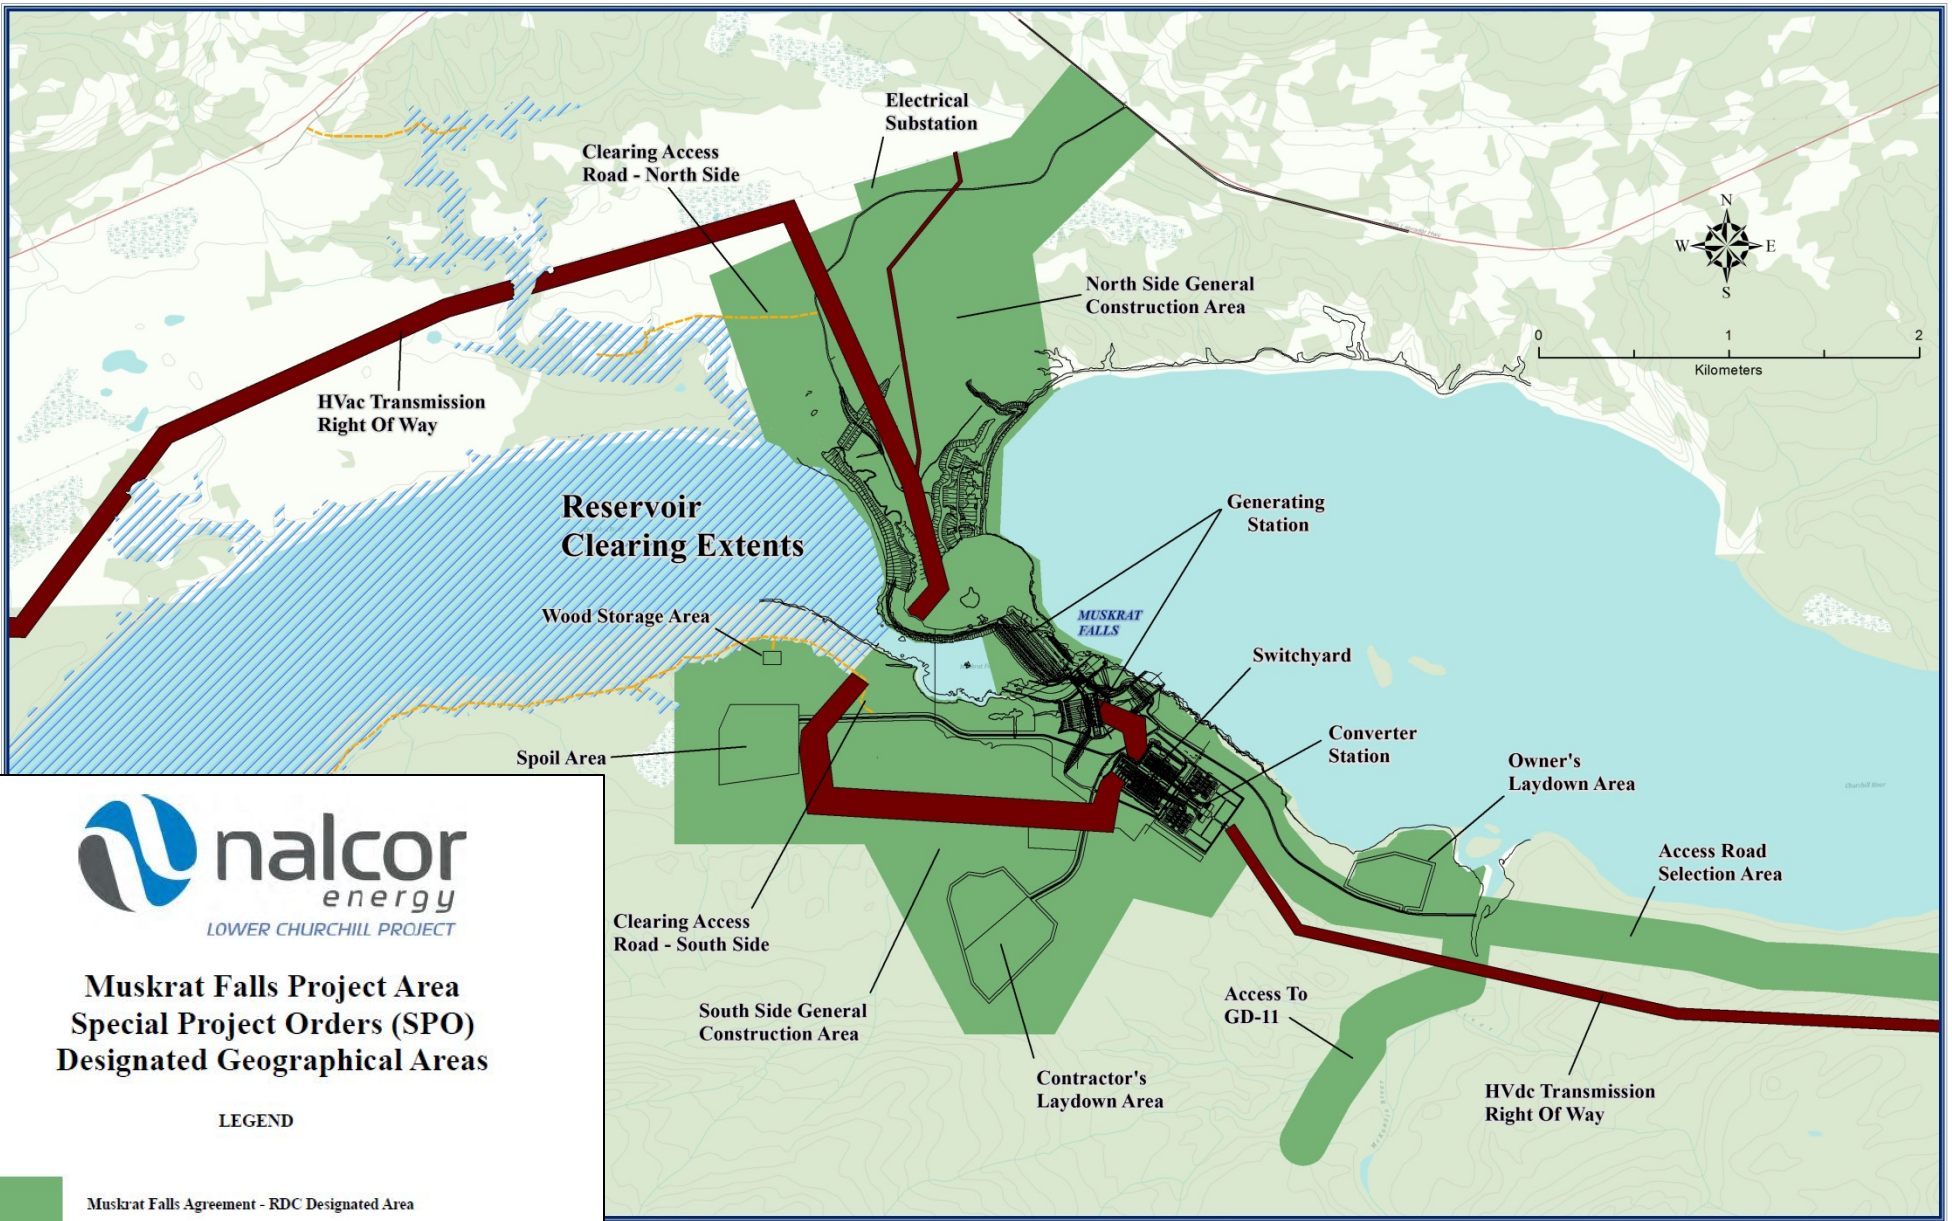 Electrical
Substation
Clearing Access
Road - North Side
N
W
E
S
North Side General
Construction Area
0
1
2
Kilometers
HVac Transmission
Right Of Way
Reservoir
Clearing Extents
Generating
Station
Wood Storage Area
MUSKRAT
FALLS
Switchyard
Converter
Station
Spoil Area
Owner's
Laydown Area
Churchill River
Access Road
Selection Area
Clearing Access
Road - South Side
South Side General
Construction Area
Access To
GD-11
Contractor's
Laydown Area
HVdc Transmission
Right Of Way
nalcor
energy
LOWER CHURCHILL PROJECT
Muskrat Falls Project Area
Special Project Orders (SPO)
Designated Geographical Areas
LEGEND
Muskrat Falls Agreement - RDC Designated Area